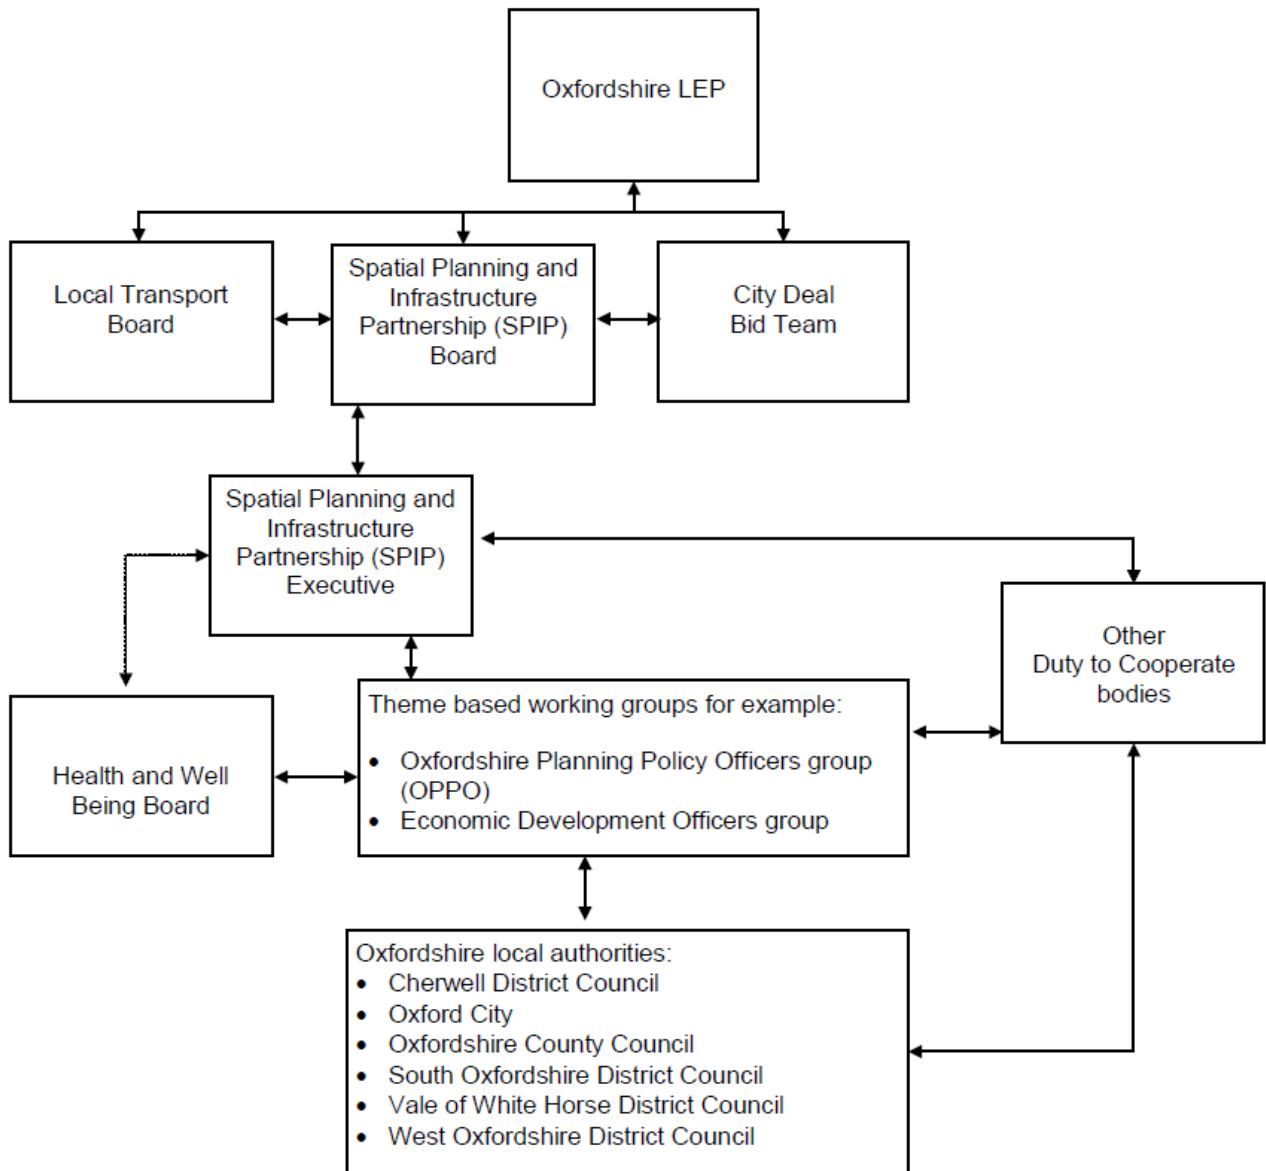 Oxfordshire LEP
Local Transport
Board
Spatial Planning and
Infrastructure
Partnership (SPIP)
Board
City Deal
Bid Team
Spatial Planning and
Infrastructure
Partnership (SPIP)
Executive
Other
Duty to Cooperate
bodies
Health and Well
Being Board
Theme based working groups for example:
• Oxfordshire Planning Policy Officers group
(OPPO)
• Economic Development Officers group
Oxfordshire local authorities:
• Cherwell District Council
• Oxford City
• Oxfordshire County Council
• South Oxfordshire District Council
• Vale of White Horse District Council
• West Oxfordshire District Council